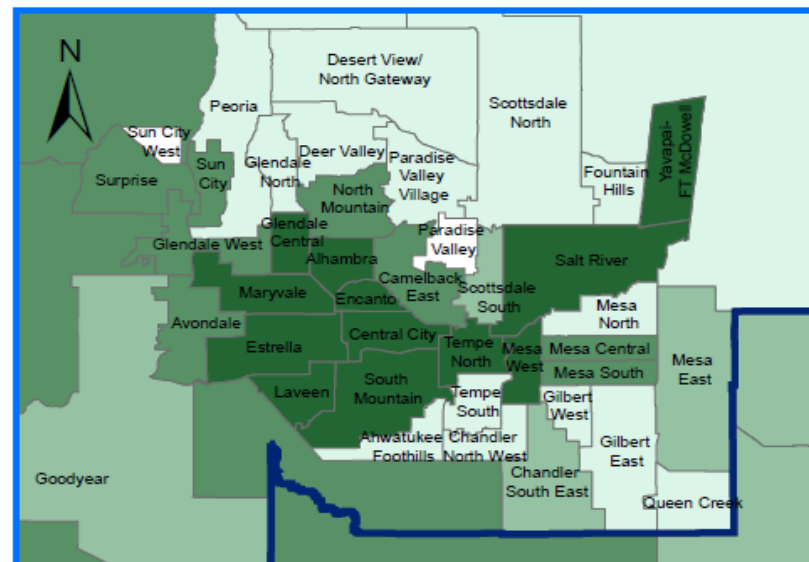 N
Desert View/
North Gateway
Peoria
Scottsdale
North
Sun City
West
Sun
City
Surprise
Glendale
North
Deer Valley
Paradise
Valley
Village
Fountain
Hills
Yavapai-
FT McDowell
North
Mountain
Glendale
Central
Glendale West
Paradise
Valley
Alhambra
Salt River
Camelback
East
Scottsdale
South
Maryvale
Encanto
Mesa
North
Avondale
Central City
Estrella
Tempe
North
Mesa
West
Mesa Central
Mesa South
Mesa
East
Laveen
South
Mountain
Tempe
South
Gilbert
West
Ahwatukee
Foothills
Chandler
North West
Gilbert
East
Goodyear
Chandler
South East
Queen Creek